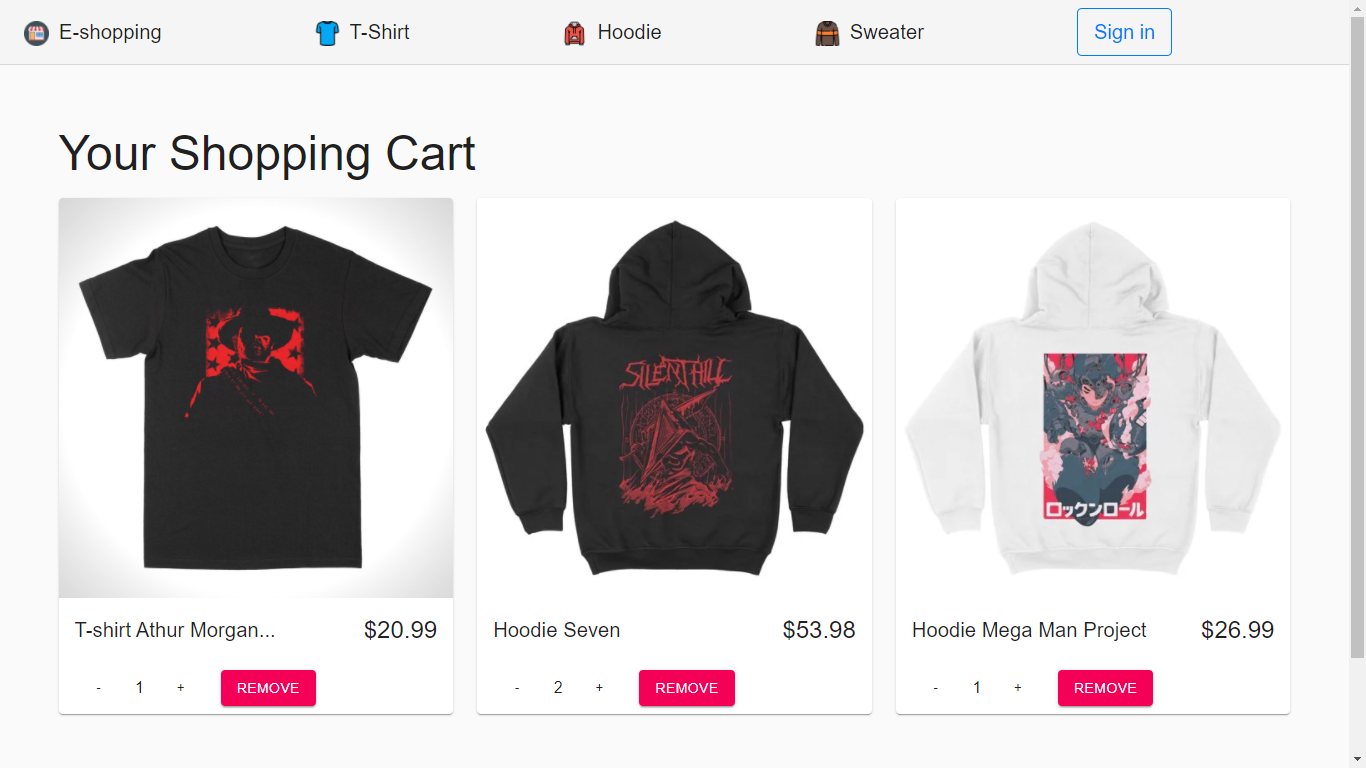 E-shopping
T-Shirt
Hoodie
Sweater
Sign in
Your Shopping Cart
SILENT HILL
ロックンロール
T-shirt Athur Morgan... $20.99
Hoodie Seven $53.98
Hoodie Mega Man Project $26.99
- 1 + REMOVE
- 2 + REMOVE
- 1 + REMOVE